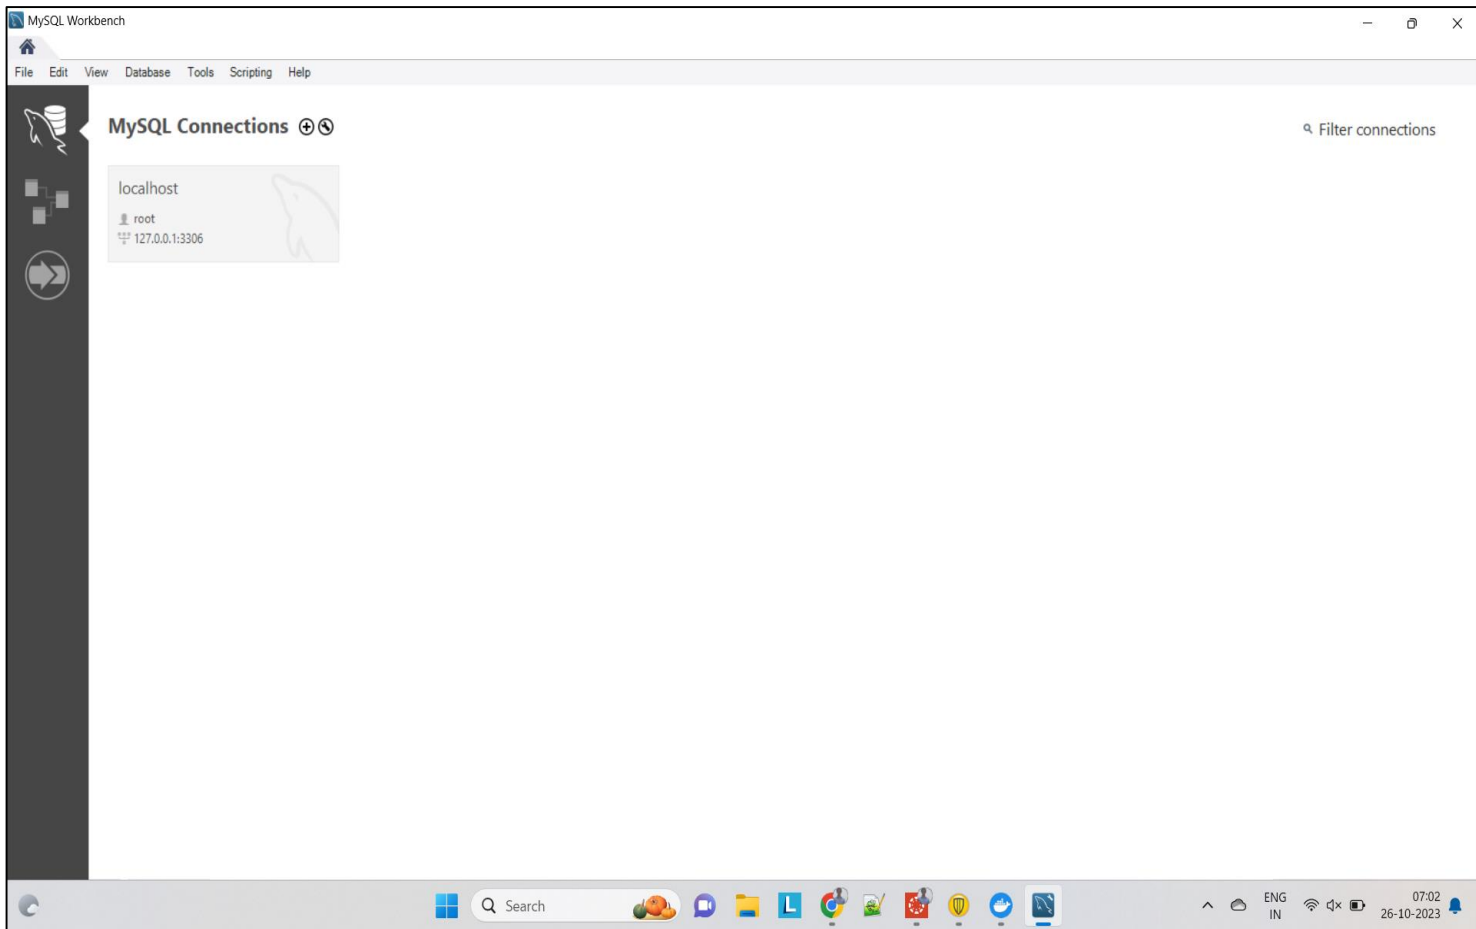 MySQL Workbench
File Edit View Database Tools Scripting Help
MySQL Connections
Filter connections
localhost
root
127.0.0.1:3306
Search
L
ENG
IN
07:02
26-10-2023